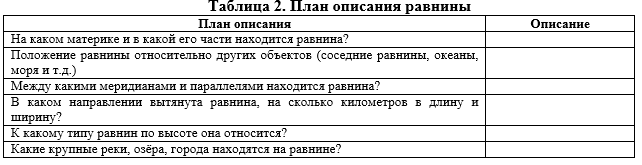 Таблица 2. План описания равнины
План описания Описание
На каком материке и в какой его части находится равнина?
Положение равнины относительно других объектов (соседние равнины, океаны,
моря и т.д.)
Между какими меридианами и параллелями находится равнина?
В каком направлении вытянута равнина, на сколько километров в длину и
ширину?
К какому типу равнин по высоте она относится?
Какие крупные реки, озёра, города находятся на равнине?